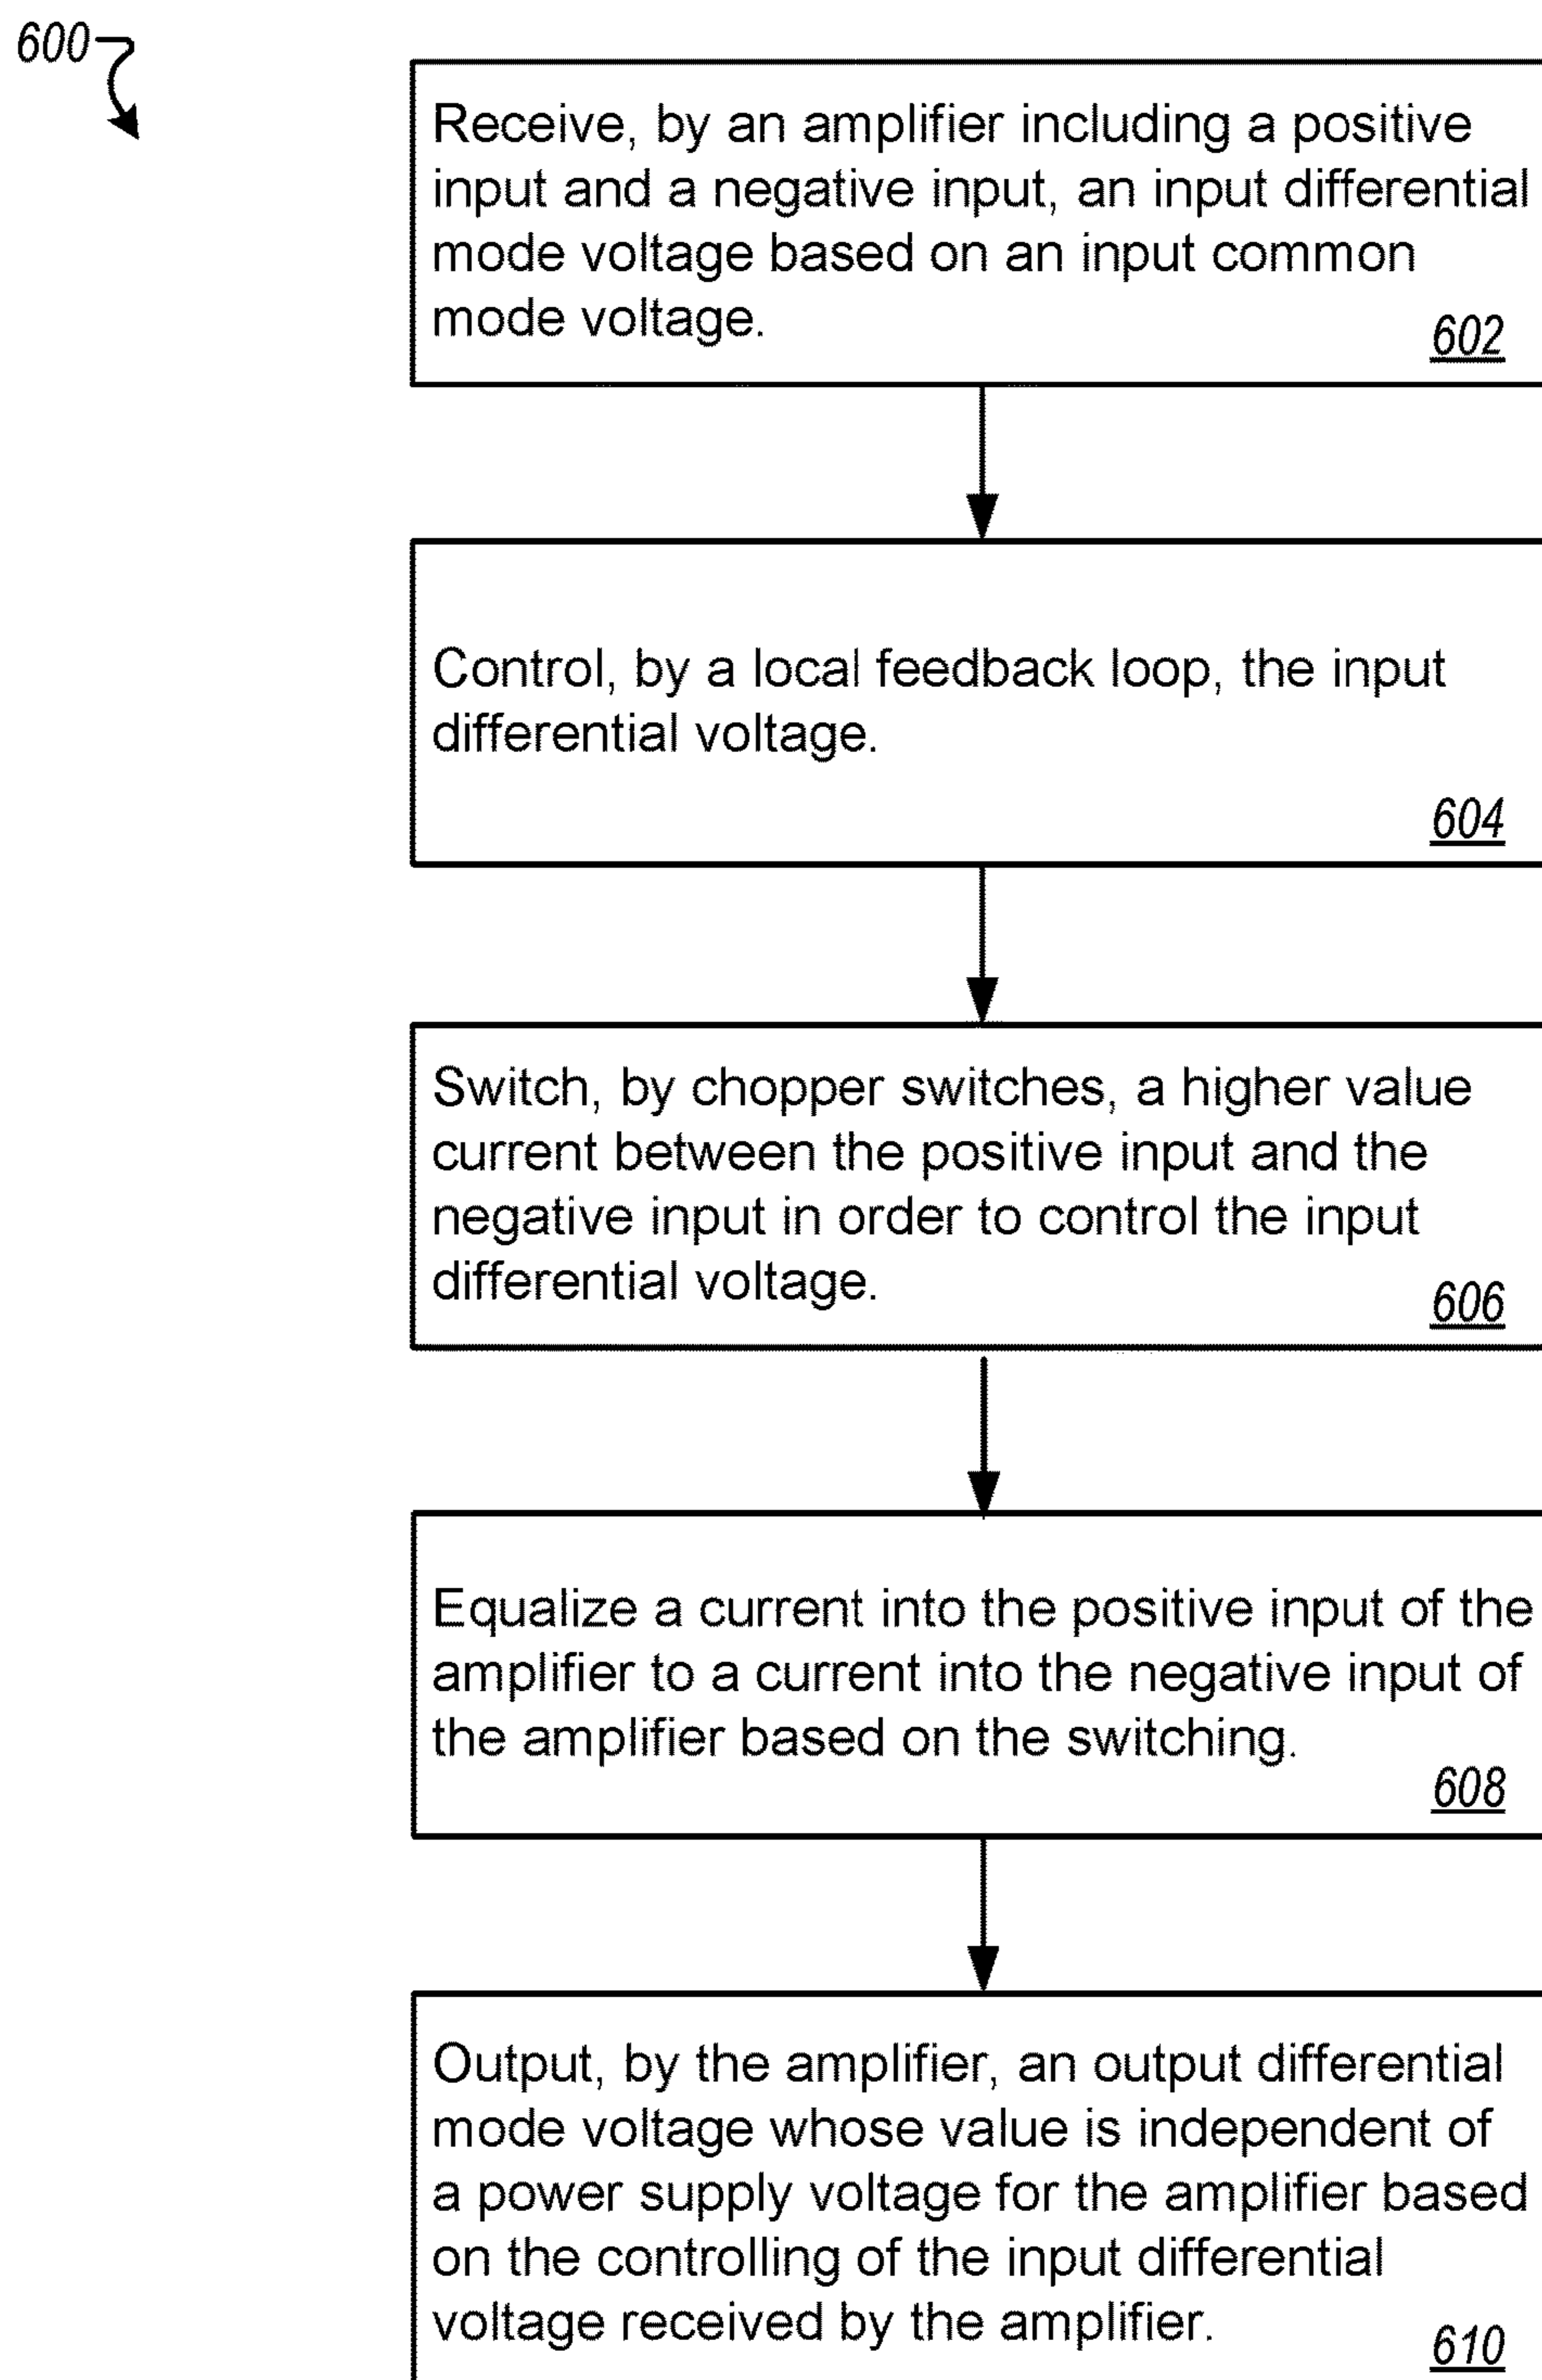 600
Receive, by an amplifier including a positive
input and a negative input, an input differential
mode voltage based on an input common
mode voltage.
602
Control, by a local feedback loop, the input
differential voltage.
604
Switch, by chopper switches, a higher value
current between the positive input and the
negative input in order to control the input
differential voltage.
606
Equalize a current into the positive input of the
amplifier to a current into the negative input of
the amplifier based on the switching.
608
Output, by the amplifier, an output differential
mode voltage whose value is independent of
a power supply voltage for the amplifier based
on the controlling of the input differential
voltage received by the amplifier.
610